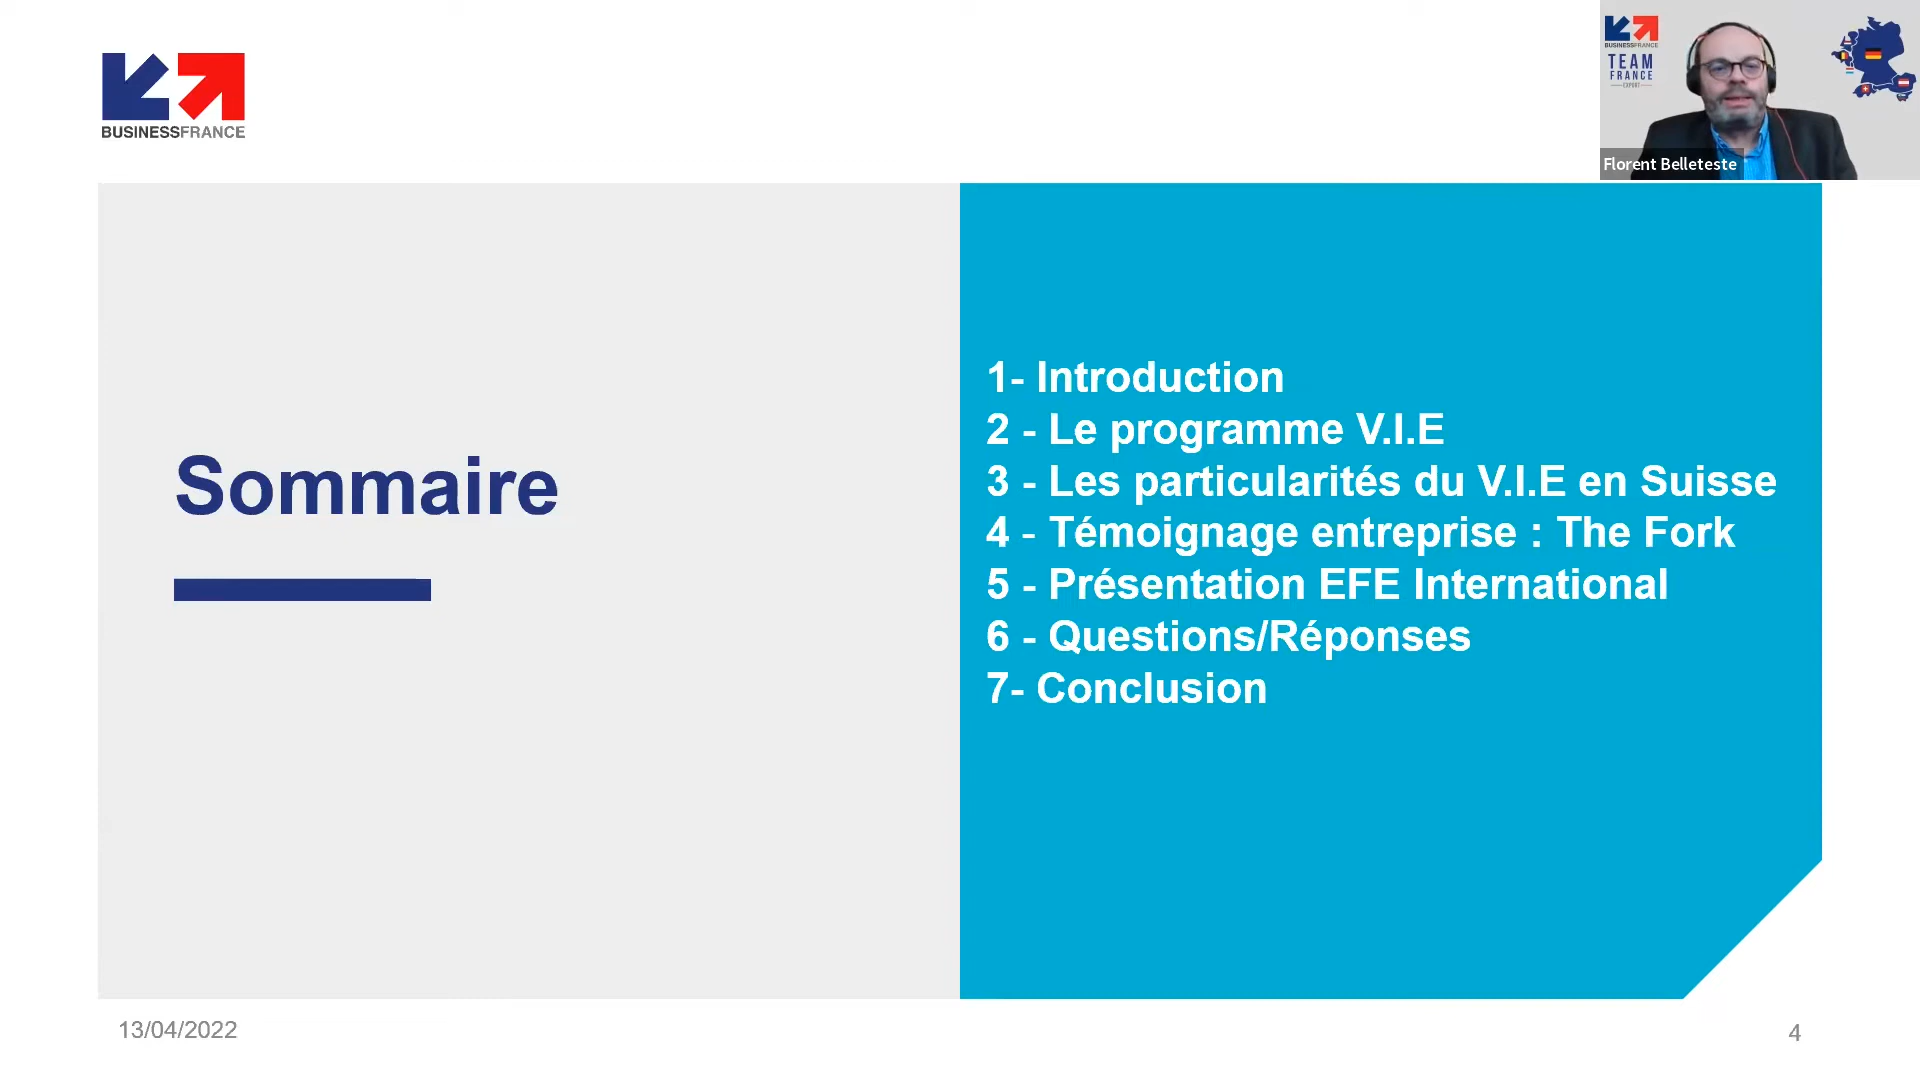 BUSINESSFRANCE
BUSINESSFRANCE
TEAM
FRANCE
EXPORT
Florent Belleteste
Sommaire
1- Introduction
2 - Le programme V.I.E
3 - Les particularités du V.I.E en Suisse
4 - Témoignage entreprise : The Fork
5 - Présentation EFE International
6 - Questions/Réponses
7- Conclusion
13/04/2022
4